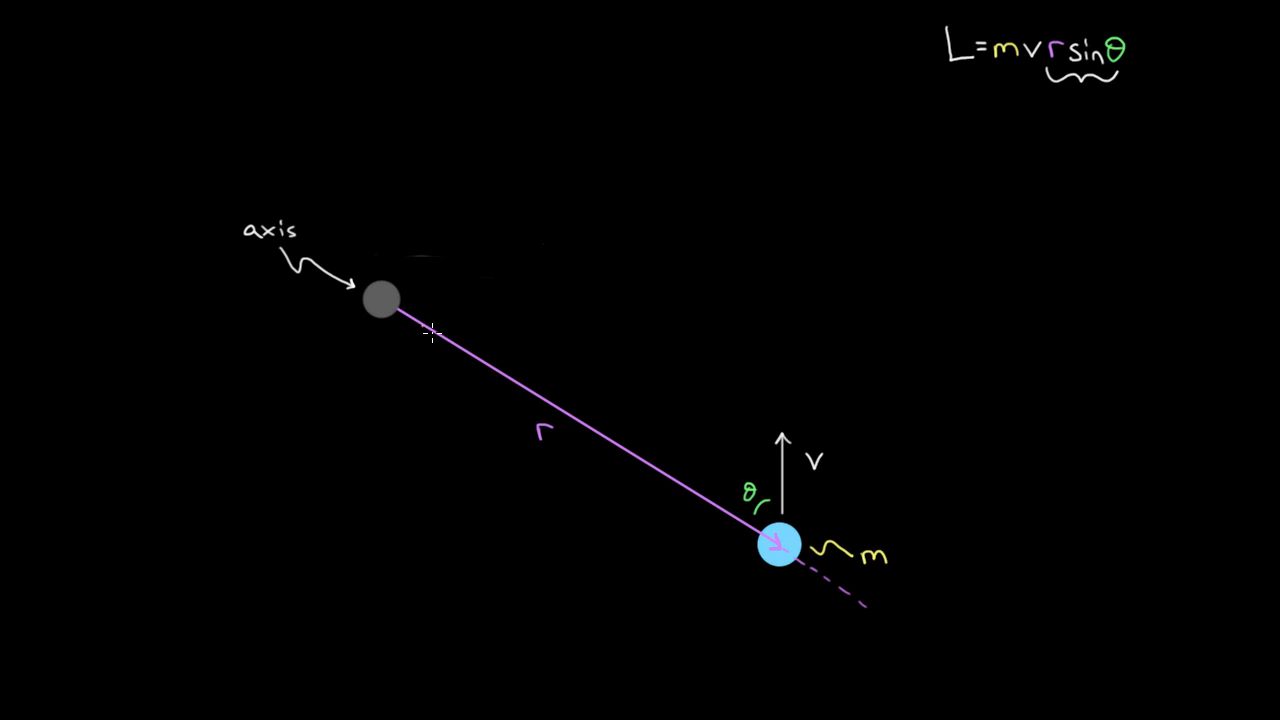 L=mvrsinθ
axis
r
v
θ
m